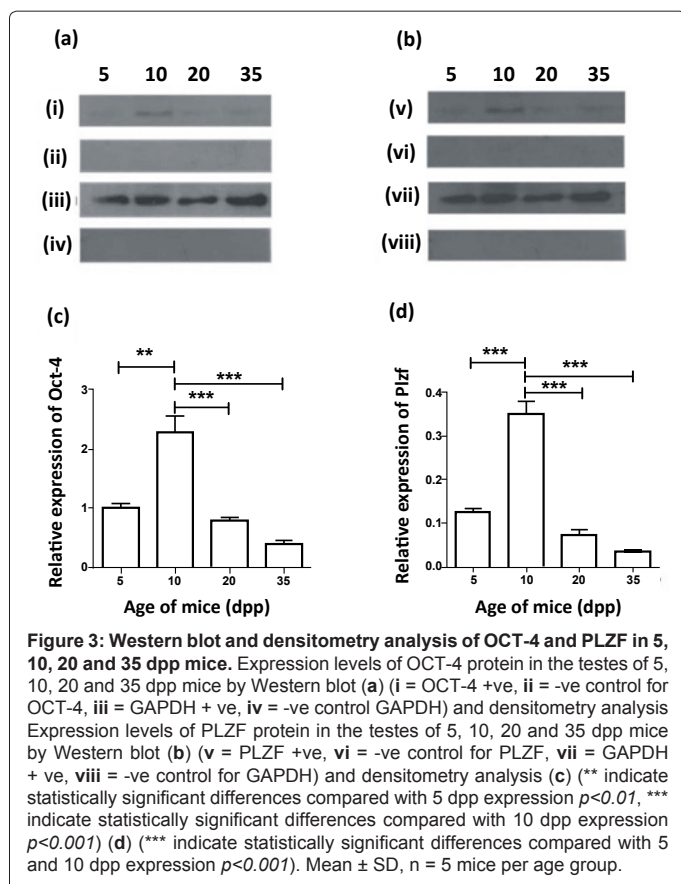 (a)
(b)
5 10 20 35
5 10 20 35
(i)
(v)
(ii)
(vi)
(iii)
(vii)
(iv)
(viii)
(c)
Relative expression of Oct-4
3
2
1
0
**
***
***
5 10 20 35
Age of mice (dpp)
(d)
Relative expression of Plzf
0.4
0.3
0.2
0.1
0.0
***
***
***
5 10 20 35
Age of mice (dpp)
Figure 3: Western blot and densitometry analysis of OCT-4 and PLZF in 5,
10, 20 and 35 dpp mice. Expression levels of OCT-4 protein in the testes of 5,
10, 20 and 35 dpp mice by Western blot (a) (i = OCT-4 +ve, ii = -ve control for
OCT-4, iii = GAPDH + ve, iv = -ve control GAPDH) and densitometry analysis
Expression levels of PLZF protein in the testes of 5, 10, 20 and 35 dpp mice
by Western blot (b) (v = PLZF +ve, vi = -ve control for PLZF, vii = GAPDH
+ ve, viii = -ve control for GAPDH) and densitometry analysis (c) (** indicate
statistically significant differences compared with 5 dpp expression p<0.01, ***
indicate statistically significant differences compared with 10 dpp expression
p<0.001) (d) (*** indicate statistically significant differences compared with 5
and 10 dpp expression p<0.001). Mean ± SD, n = 5 mice per age group.